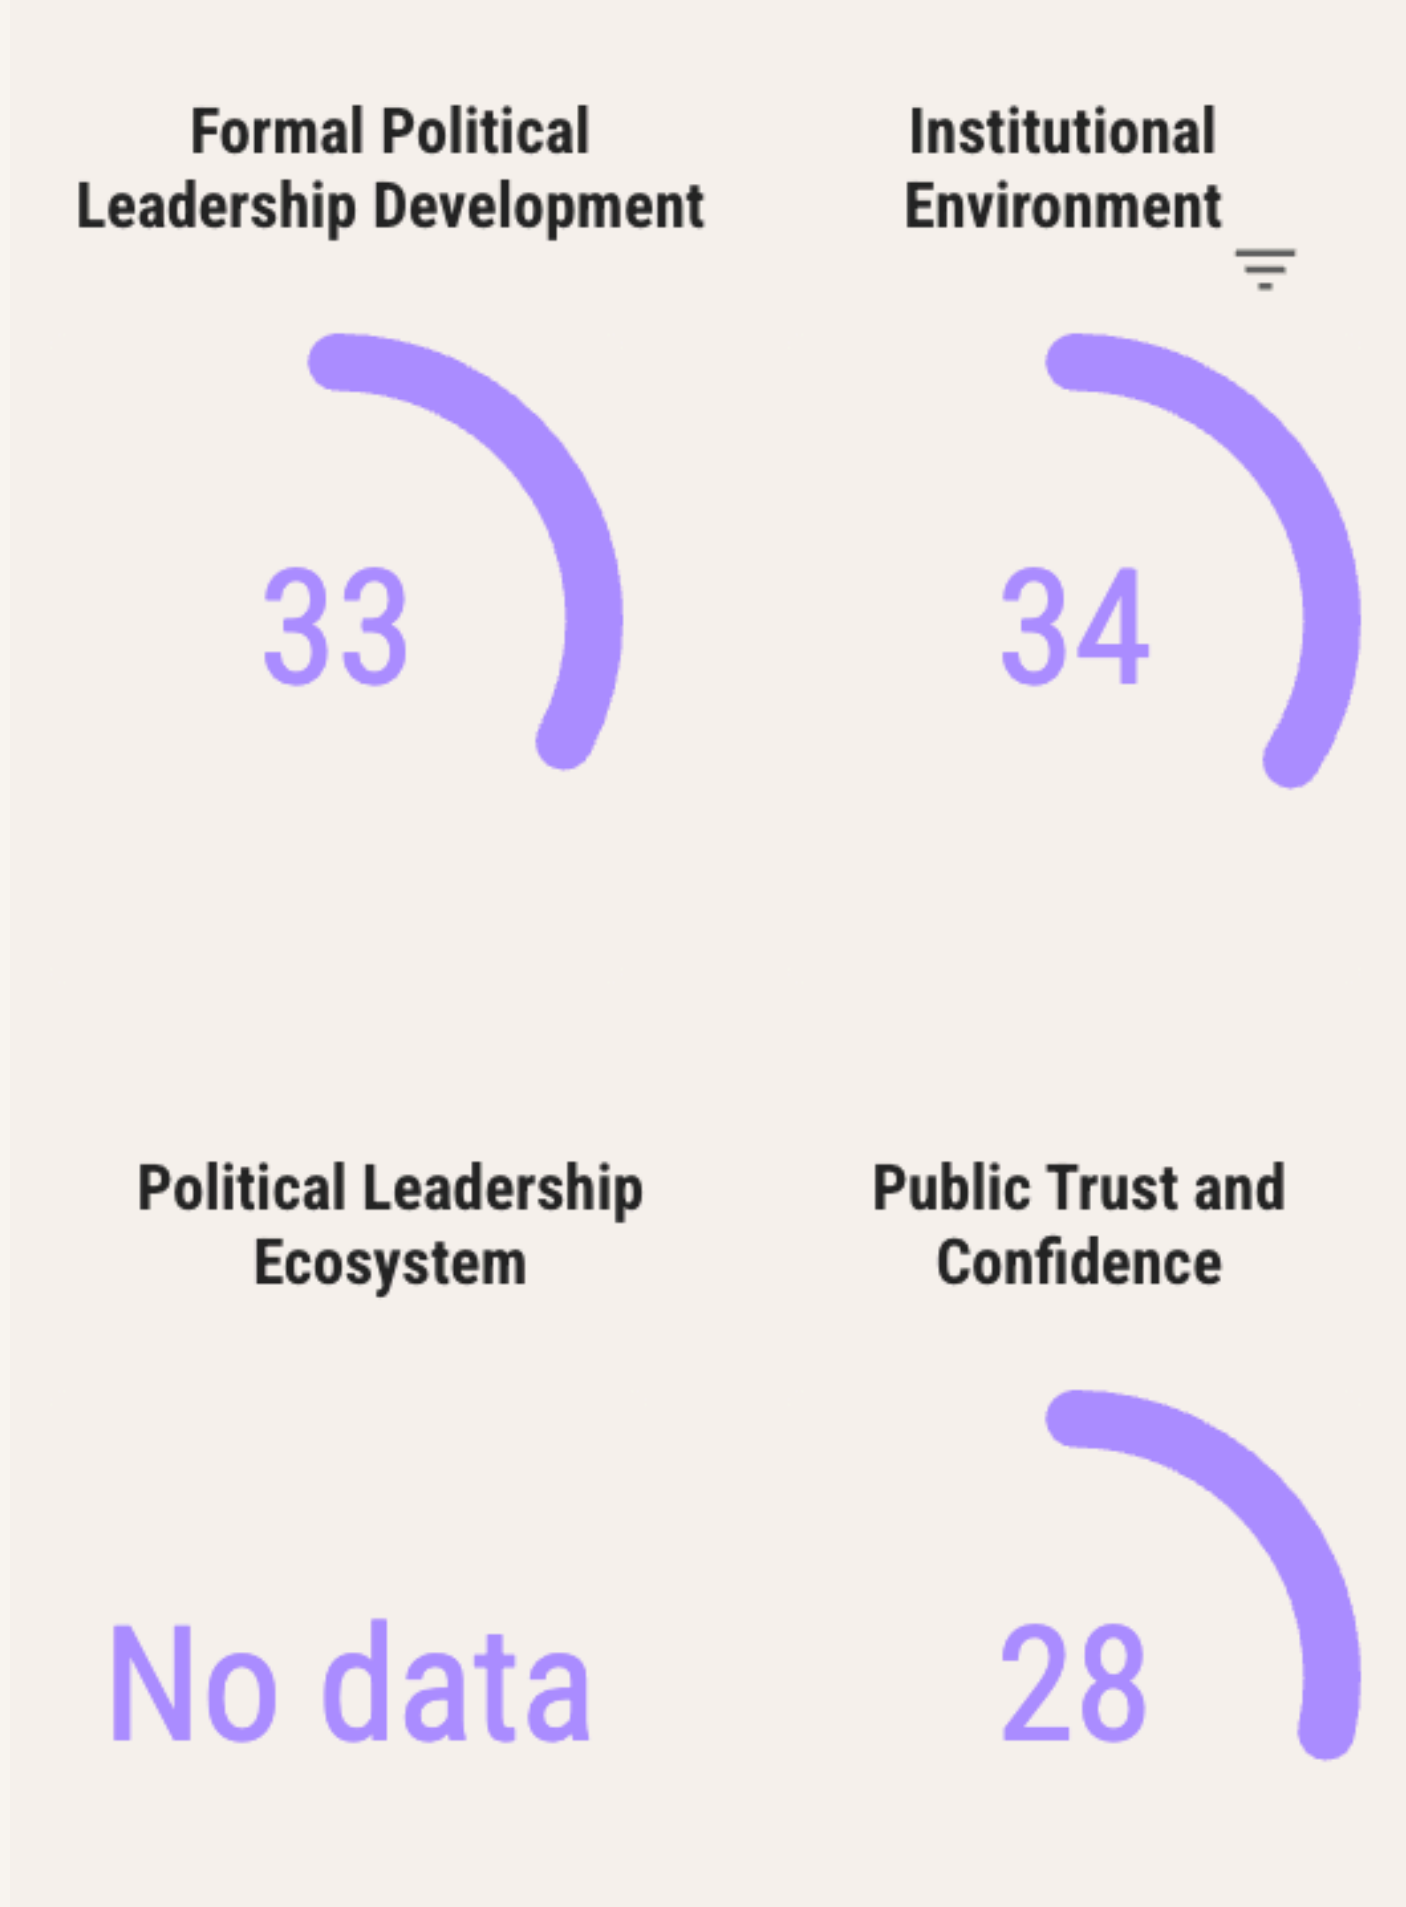 Formal Political
Leadership Development
33
Institutional
Environment
34
Political Leadership
Ecosystem
No data
Public Trust and
Confidence
28